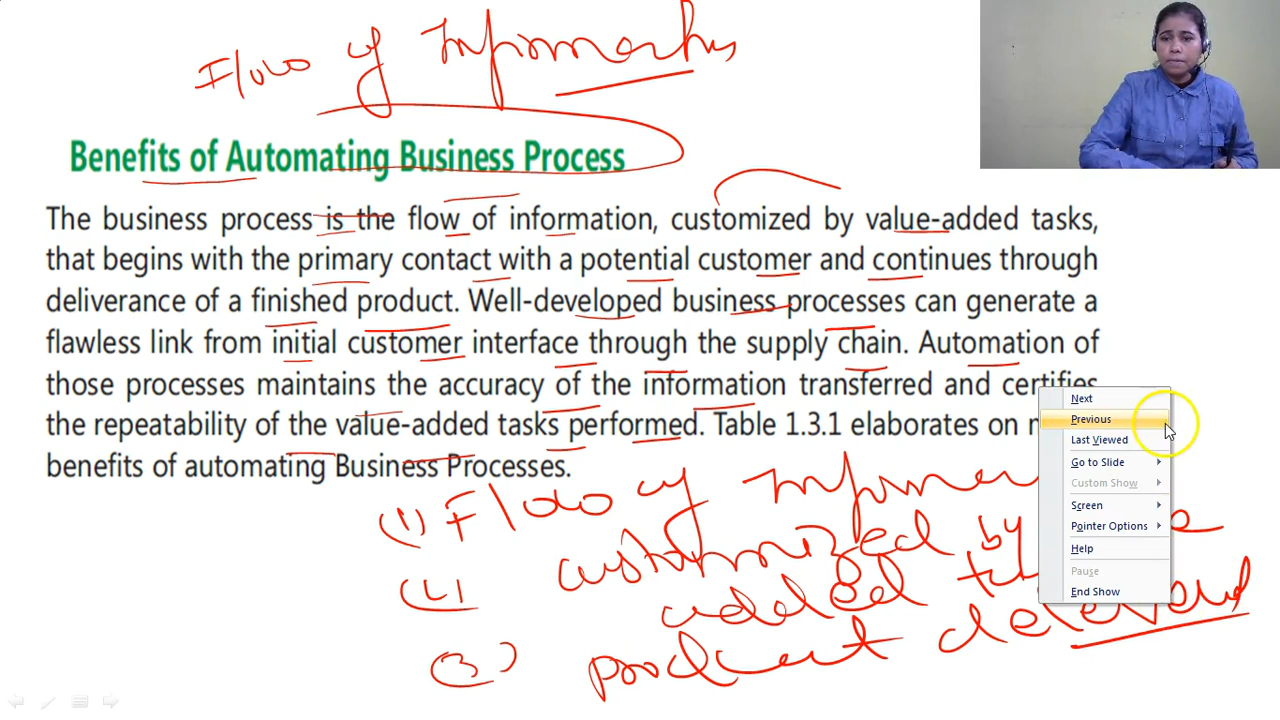 Flow of Information
Benefits of Automating Business Process
The business process is the flow of information, customized by value-added tasks,
that begins with the primary contact with a potential customer and continues through
deliverance of a finished product. Well-developed business processes can generate a
flawless link from initial customer interface through the supply chain. Automation of
those processes maintains the accuracy of the information transferred and certifies
the repeatability of the value-added tasks performed. Table 1.3.1 elaborates on
benefits of automating Business Processes.
Next
Previous
Last Viewed
Go to Slide
Custom Show
Screen
Pointer Options
Help
Pause
End Show
(1) Flow of
customized by
added
(3) product